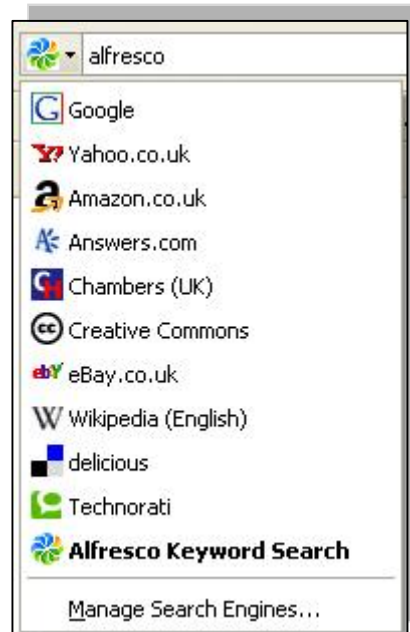 alfresco
Google
Yahoo.co.uk
Amazon.co.uk
Answers.com
Chambers (UK)
Creative Commons
eBay.co.uk
Wikipedia (English)
delicious
Technorati
Alfresco Keyword Search
Manage Search Engines...